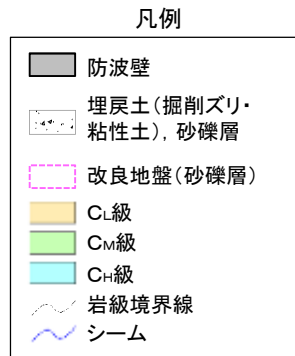 凡例
防波壁
埋戻土(掘削ズリ・
粘性土),砂礫層
改良地盤(砂礫層)
CL級
CM級
CH級
岩級境界線
シーム